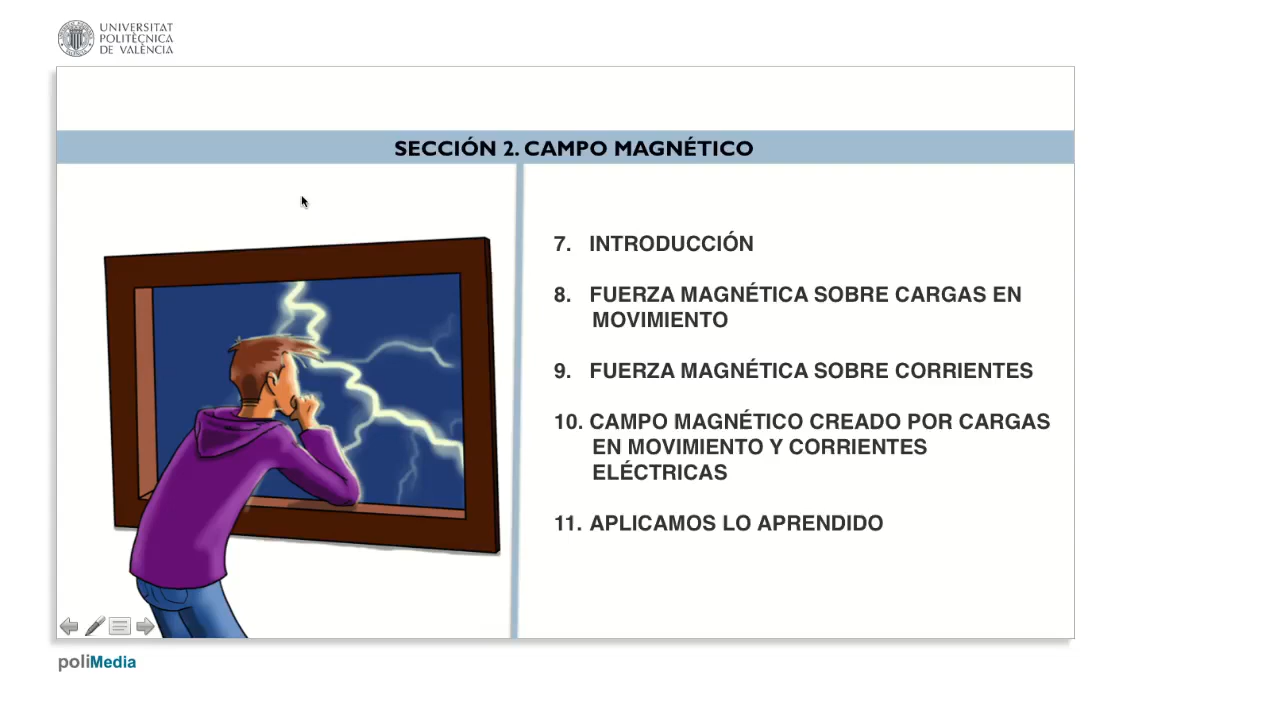 UNIVERSITAT
POLITÈCNICA
DE VALÈNCIA
SECCIÓN 2. CAMPO MAGNÉTICO
7. INTRODUCCIÓN
8. FUERZA MAGNÉTICA SOBRE CARGAS EN
MOVIMIENTO
9. FUERZA MAGNÉTICA SOBRE CORRIENTES
10. CAMPO MAGNÉTICO CREADO POR CARGAS
EN MOVIMIENTO Y CORRIENTES
ELÉCTRICAS
11. APLICAMOS LO APRENDIDO
poliMedia